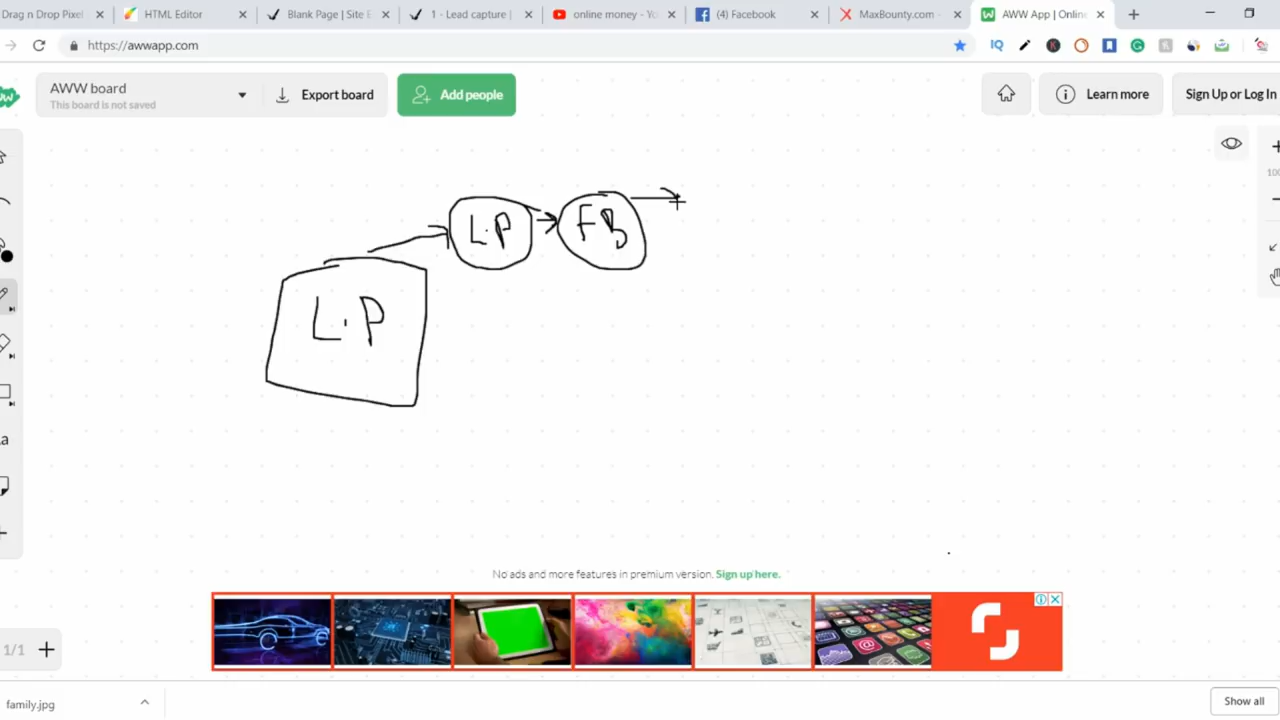 Drag n Drop Pixel
HTML Editor
Blank Page | Site E
1 - Lead capture |
online money - Yo
(4) Facebook
MaxBounty.com -
AWW App | Online
https://awwapp.com
AWW board
This board is not saved
Export board
Add people
Learn more
Sign Up or Log In
100
L.P
FB
L.P
No ads and more features in premium version. Sign up here.
1/1
family.jpg
Show all